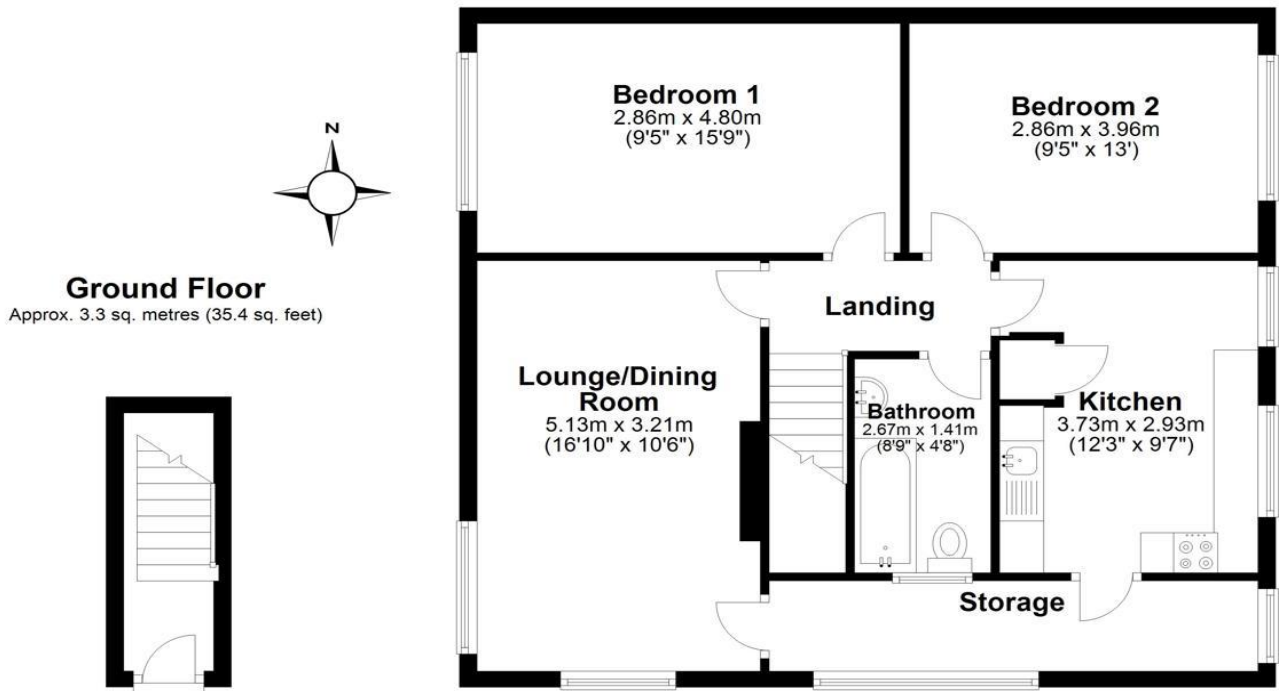 N
Ground Floor
Approx. 3.3 sq. metres (35.4 sq. feet)
Bedroom 1
2.86m x 4.80m
(9'5" x 15'9")
Bedroom 2
2.86m x 3.96m
(9'5" x 13')
Landing
Lounge/Dining
Room
5.13m x 3.21m
(16'10" x 10'6")
Bathroom
2.67m x 1.41m
(8'9" x 4'8")
Kitchen
3.73m x 2.93m
(12'3" x 9'7")
Storage